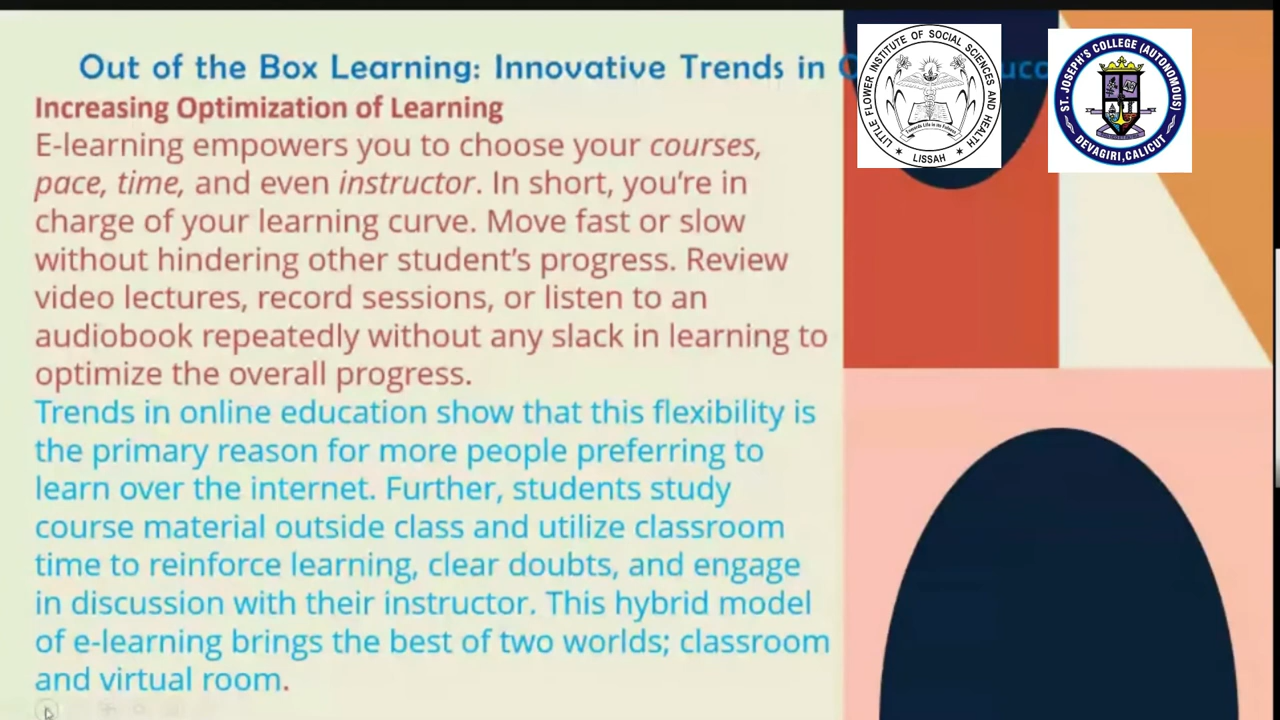 Out of the Box Learning: Innovative Trends in
Increasing Optimization of Learning
E-learning empowers you to choose your courses,
pace, time, and even instructor. In short, you're in
charge of your learning curve. Move fast or slow
without hindering other student's progress. Review
video lectures, record sessions, or listen to an
audiobook repeatedly without any slack in learning to
optimize the overall progress.
Trends in online education show that this flexibility is
the primary reason for more people preferring to
learn over the internet. Further, students study
course material outside class and utilize classroom
time to reinforce learning, clear doubts, and engage
in discussion with their instructor. This hybrid model
of e-learning brings the best of two worlds; classroom
and virtual room.
LITTLE FLOWER INSTITUTE OF SOCIAL SCIENCES AND HEALTH
LISSAH
ST. JOSEPH'S COLLEGE (AUTONOMOUS)
DEVAGIRI, CALICUT